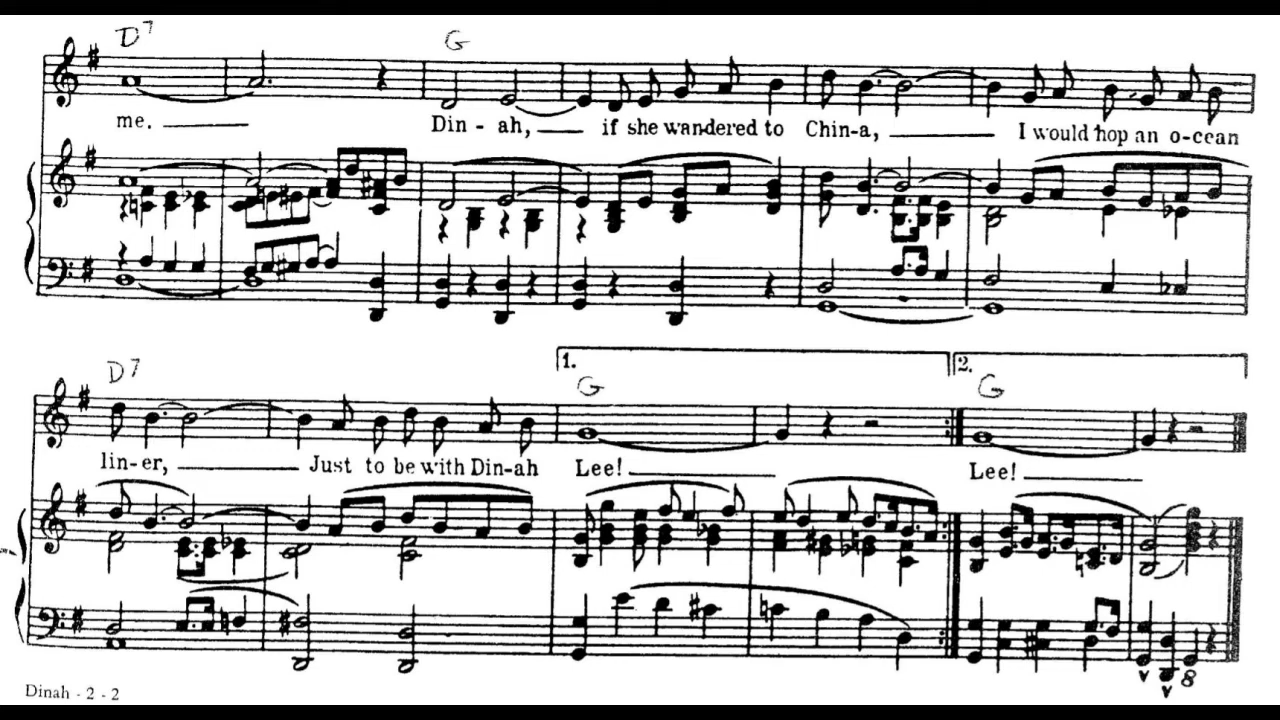 D7 G
me. Din - ah, if she wandered to Chin-a, I would hop an o-cean
D7 1. G 2. G
lin-er, Just to be with Din-ah Lee! Lee!
8
Dinah - 2 - 2